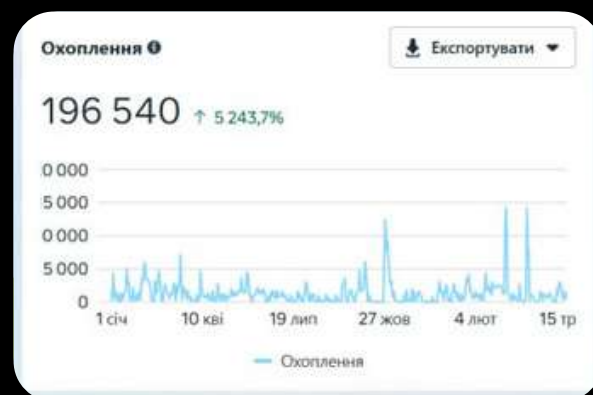 Охоплення
Експортувати
196 540 ↑ 5 243,7%
0 000
5 000
0 000
5 000
0
1 січ 10 кві 19 лип 27 жов 4 лют 15 тр
Охоплення